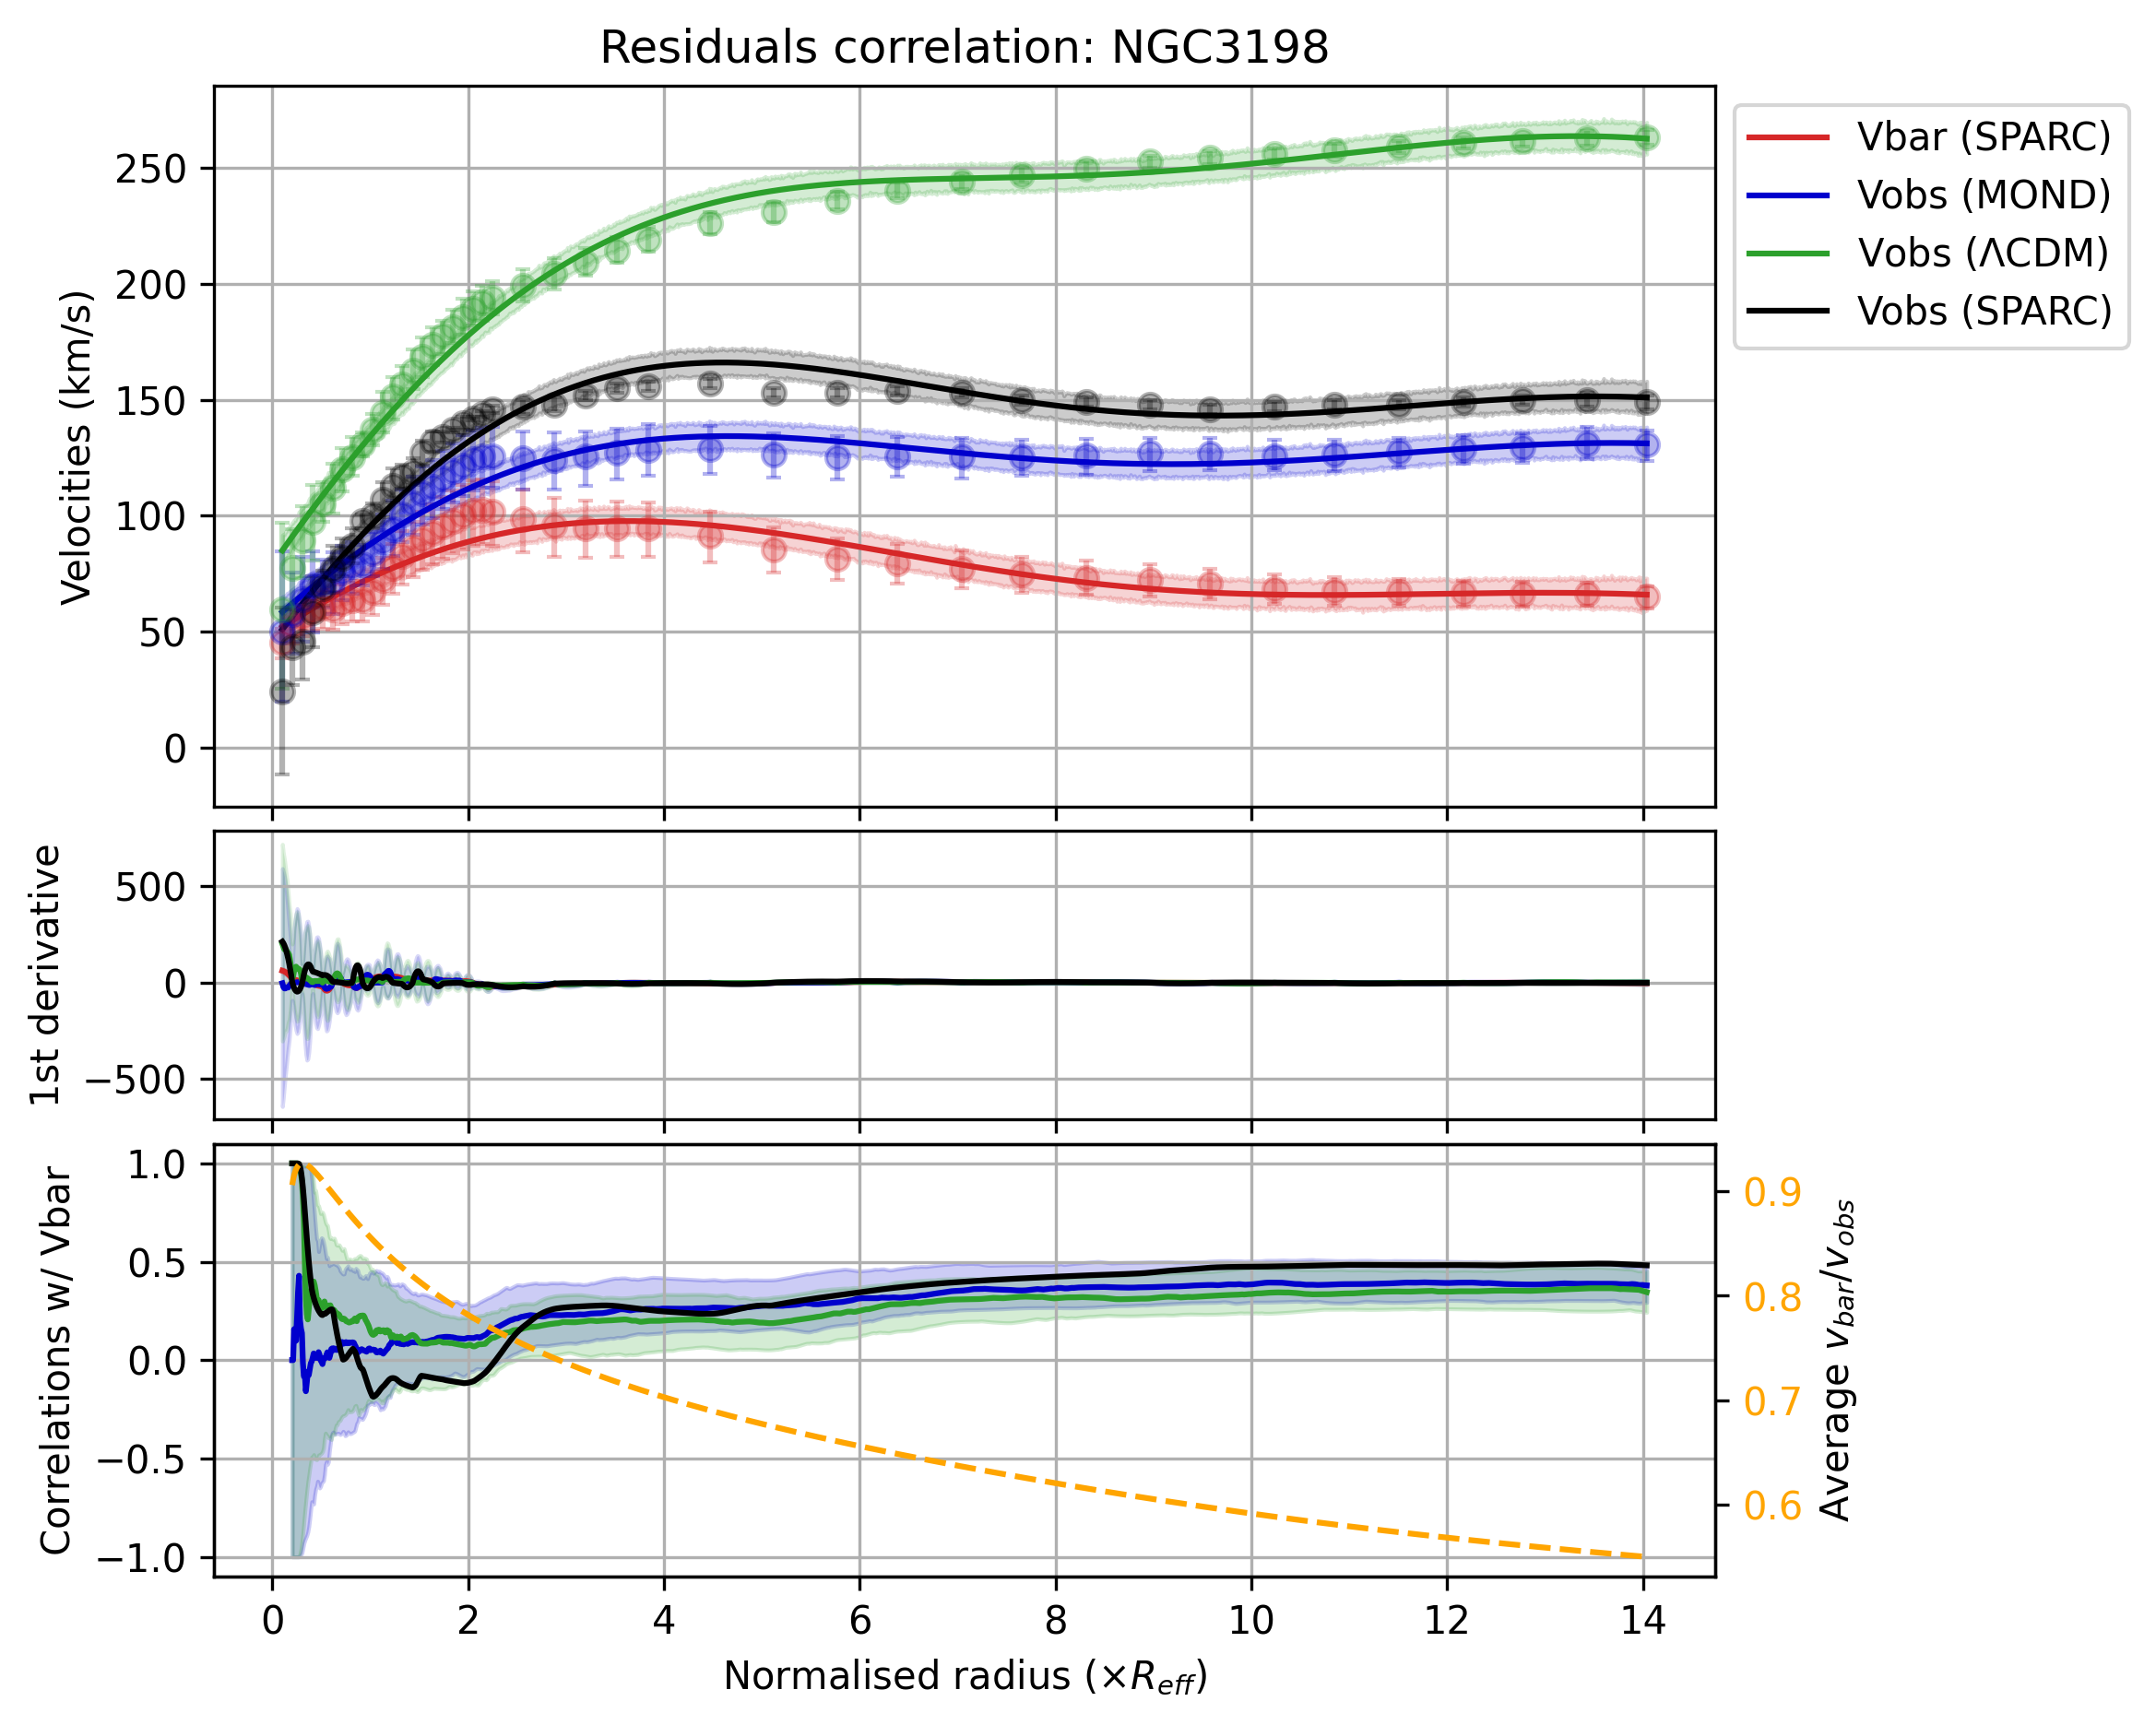 Residuals correlation: NGC3198
Velocities (km/s)
250
200
150
100
50
0
Vbar (SPARC)
Vobs (MOND)
Vobs (ΛCDM)
Vobs (SPARC)
1st derivative
500
0
−500
Correlations w/ Vbar
1.0
0.5
0.0
−0.5
−1.0
0.9
0.8
0.7
0.6
Average v_bar/v_obs
0 2 4 6 8 10 12 14
Normalised radius (×R_eff)